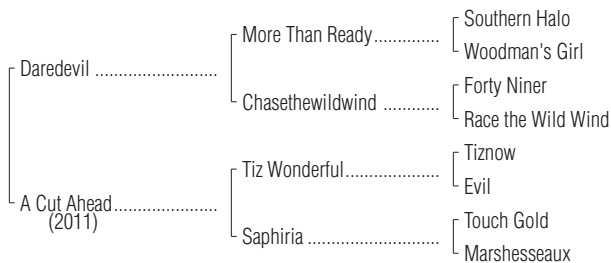 Southern Halo
More Than Ready..............
Woodman's Girl
Daredevil ..........................
Forty Niner
Chasethewildwind ............
Race the Wild Wind
Tiznow
Tiz Wonderful....................
Evil
A Cut Ahead......................
(2011)
Touch Gold
Saphiria ............................
Marshesseaux